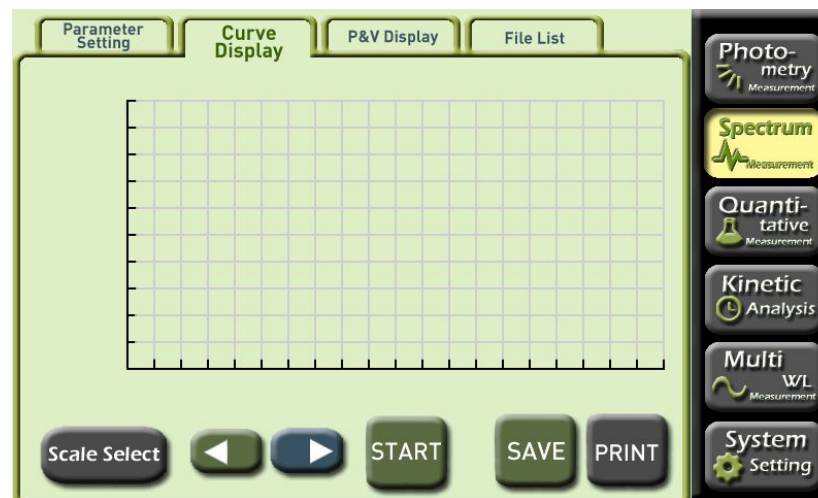 Parameter
Setting
Curve
Display
P&V Display
File List
Photo-
metry
Measurement
Spectrum
Measurement
Quanti-
tative
Measurement
Kinetic
Analysis
Multi
WL
Measurement
System
Setting
Scale Select
START
SAVE
PRINT